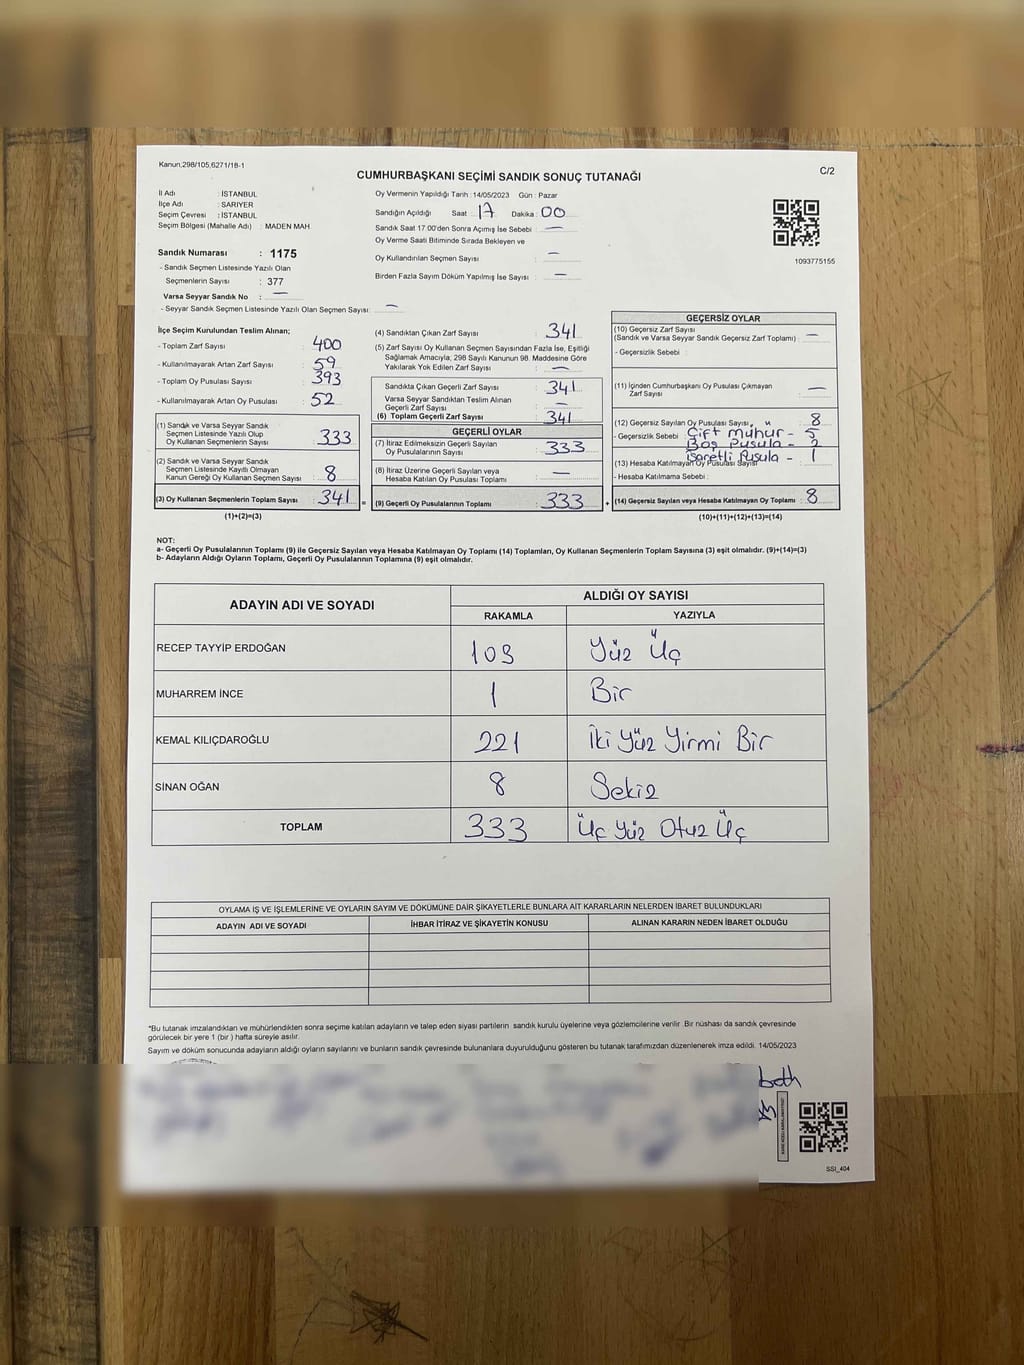 Kanun,298/105,6271/18-1
CUMHURBAŞKANI SEÇİMİ SANDIK SONUÇ TUTANAĞI
C/2
İl Adı : İSTANBUL
İlçe Adı : SARIYER
Seçim Çevresi : İSTANBUL
Seçim Bölgesi (Mahalle Adı) : MADEN MAH.
Sandık Numarası : 1175
- Sandık Seçmen Listesinde Yazılı Olan
Seçmenlerin Sayısı : 377
Varsa Seyyar Sandık No : —
- Seyyar Sandık Seçmen Listesinde Yazılı Olan Seçmen Sayısı : —
Oy Vermenin Yapıldığı Tarih : 14/05/2023 Gün : Pazar
Sandığın Açıldığı Saat : 17 Dakika : 00
Sandık Saat 17.00'den Sonra Açımış İse Sebebi : —
Oy Verme Saati Bitiminde Sırada Bekleyen ve
Oy Kullandırılan Seçmen Sayısı : —
Birden Fazla Sayım Döküm Yapılmış İse Sayısı : —
1093775155
İlçe Seçim Kurulundan Teslim Alınan;
- Toplam Zarf Sayısı : 400
- Kullanılmayarak Artan Zarf Sayısı : 59
- Toplam Oy Pusulası Sayısı : 393
- Kullanılmayarak Artan Oy Pusulası : 52
(1) Sandık ve Varsa Seyyar Sandık
Seçmen Listesinde Yazılı Olup
Oy Kullanan Seçmenlerin Sayısı : 333
(2) Sandık ve Varsa Seyyar Sandık
Seçmen Listesinde Kayıtlı Olmayan
Kanun Gereği Oy Kullanan Seçmen Sayısı : 8
(3) Oy Kullanan Seçmenlerin Toplam Sayısı : 341 =
(1)+(2)=(3)
(4) Sandıktan Çıkan Zarf Sayısı : 341
(5) Zarf Sayısı Oy Kullanan Seçmen Sayısından Fazla İse, Eşitliği
Sağlamak Amacıyla; 298 Sayılı Kanunun 98. Maddesine Göre
Yakılarak Yok Edilen Zarf Sayısı : —
Sandıkta Çıkan Geçerli Zarf Sayısı : 341
Varsa Seyyar Sandıktan Teslim Alınan
Geçerli Zarf Sayısı : —
(6) Toplam Geçerli Zarf Sayısı : 341
GEÇERLİ OYLAR
(7) İtiraz Edilmeksizin Geçerli Sayılan
Oy Pusulalarının Sayısı : 333
(8) İtiraz Üzerine Geçerli Sayılan veya
Hesaba Katılan Oy Pusulası Toplamı : —
(9) Geçerli Oy Pusulalarının Toplamı : 333 +
GEÇERSİZ OYLAR
(10) Geçersiz Zarf Sayısı
(Sandık ve Varsa Seyyar Sandık Geçersiz Zarf Toplamı) : —
- Geçersizlik Sebebi :
(11) İçinden Cumhurbaşkanı Oy Pusulası Çıkmayan
Zarf Sayısı : —
(12) Geçersiz Sayılan Oy Pusulası Sayısı : 8
- Geçersizlik Sebebi : Çift Mühür - 5
Boş Pusula - 2
İşaretli Pusula - 1
(13) Hesaba Katılmayan Oy Pusulası Sayısı
- Hesaba Katılmama Sebebi :
(14) Geçersiz Sayılan veya Hesaba Katılmayan Oy Toplamı : 8
(10)+(11)+(12)+(13)=(14)
NOT:
a- Geçerli Oy Pusulalarının Toplamı (9) ile Geçersiz Sayılan veya Hesaba Katılmayan Oy Toplamı (14) Toplamları, Oy Kullanan Seçmenlerin Toplam Sayısına (3) eşit olmalıdır. (9)+(14)=(3)
b- Adayların Aldığı Oyların Toplamı, Geçerli Oy Pusulalarının Toplamına (9) eşit olmalıdır.
ADAYIN ADI VE SOYADI
ALDIĞI OY SAYISI
RAKAMLA YAZIYLA
RECEP TAYYİP ERDOĞAN 103 Yüz Üç
MUHARREM İNCE 1 Bir
KEMAL KILIÇDAROĞLU 221 İki Yüz Yirmi Bir
SİNAN OĞAN 8 Sekiz
TOPLAM 333 Üç Yüz Otuz Üç
OYLAMA İŞ VE İŞLEMLERİNE VE OYLARIN SAYIM VE DÖKÜMÜNE DAİR ŞİKAYETLERLE BUNLARA AİT KARARLARIN NELERDEN İBARET BULUNDUKLARI
ADAYIN ADI VE SOYADI İHBAR İTİRAZ VE ŞİKAYETİN KONUSU ALINAN KARARIN NEDEN İBARET OLDUĞU
*Bu tutanak imzalandıktan ve mühürlendikten sonra seçime katılan adayların ve talep eden siyasi partilerin sandık kurulu üyelerine veya gözlemcilerine verilir. Bir nüshası da sandık çevresinde
görülecek bir yere 1 (bir ) hafta süreyle asılır.
Sayım ve döküm sonucunda adayların aldığı oyların sayılarını ve bunların sandık çevresinde bulunanlara duyurulduğunu gösteren bu tutanak tarafımızdan düzenlenerek imza edildi. 14/05/2023
SSI_404